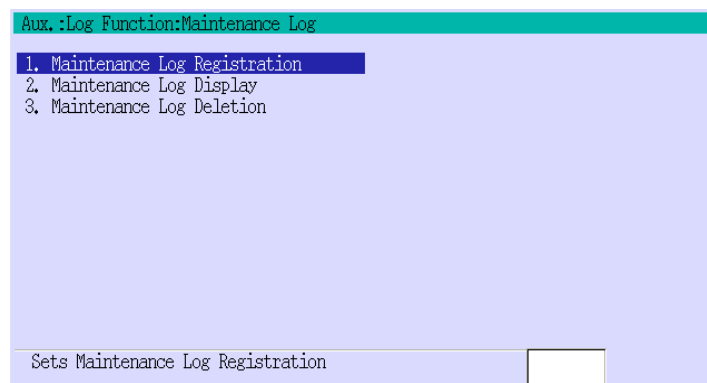 Aux.:Log Function:Maintenance Log
1. Maintenance Log Registration
2. Maintenance Log Display
3. Maintenance Log Deletion
Sets Maintenance Log Registration